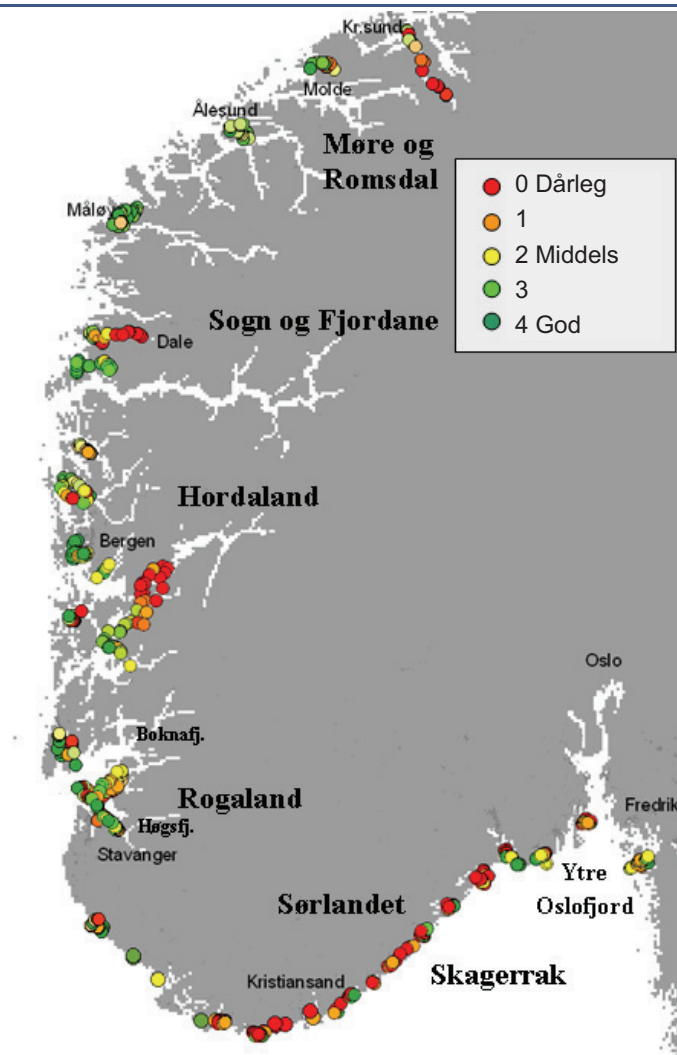 Kr.sund
Molde
Ålesund
Møre og
Romsdal
0 Dårleg
1
2 Middels
3
4 God
Måløy
Sogn og Fjordane
Dale
Hordaland
Bergen
Oslo
Boknafj.
Rogaland
Fredrik
Høgsfj.
Stavanger
Ytre
Oslofjord
Sørlandet
Skagerrak
Kristiansand